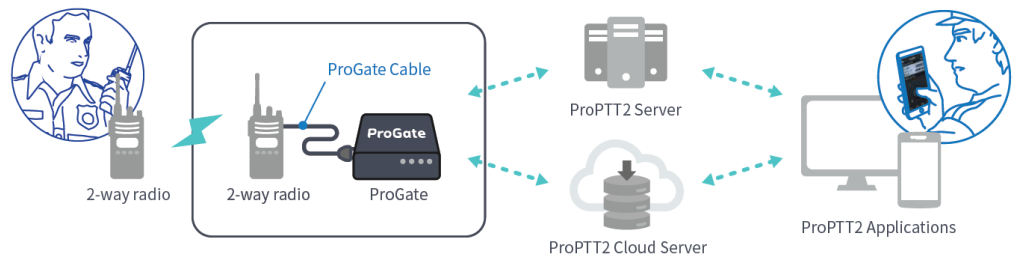 ProGate Cable
ProGate
2-way radio
2-way radio
ProGate
ProPTT2 Server
ProPTT2 Cloud Server
ProPTT2 Applications